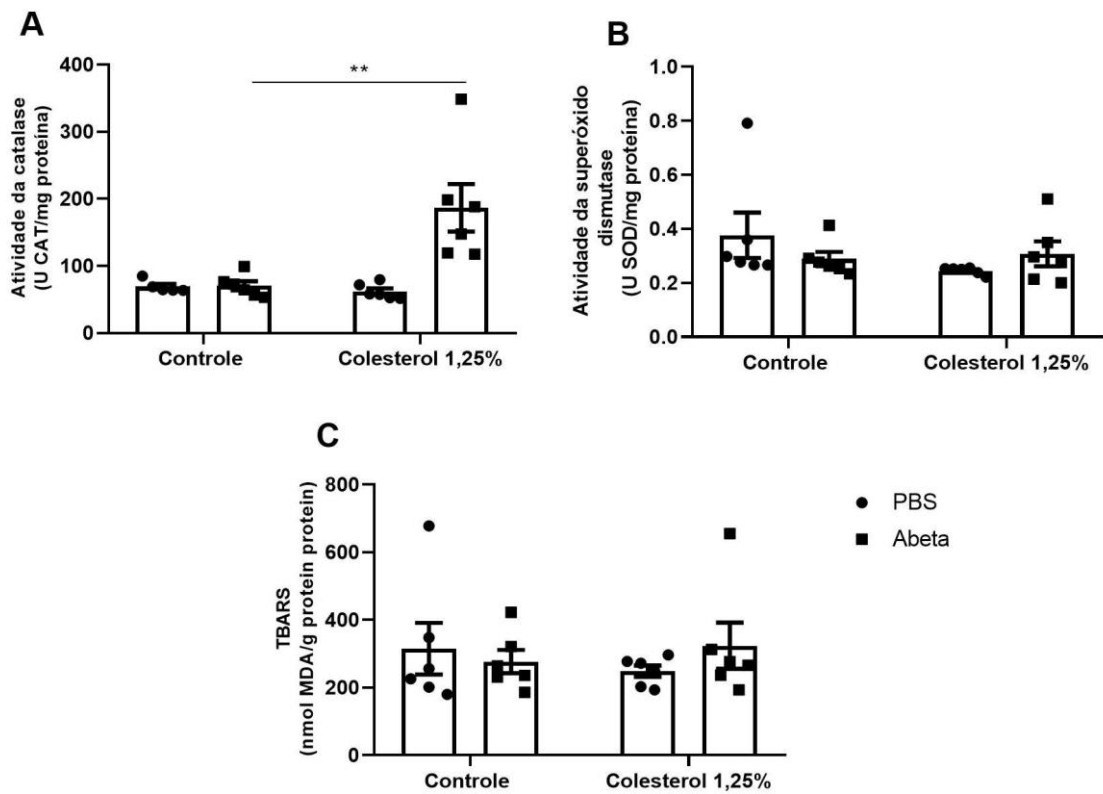 A
Atividade da catalase
(U CAT/mg proteína)
400
300
200
100
0
**
Controle
Colesterol 1,25%
B
Atividade da superóxido
dismutase
(U SOD/mg proteína)
1.0
0.8
0.6
0.4
0.2
0.0
Controle
Colesterol 1,25%
C
TBARS
(nmol MDA/g protein protein)
800
600
400
200
0
Controle
Colesterol 1,25%
PBS
Abeta